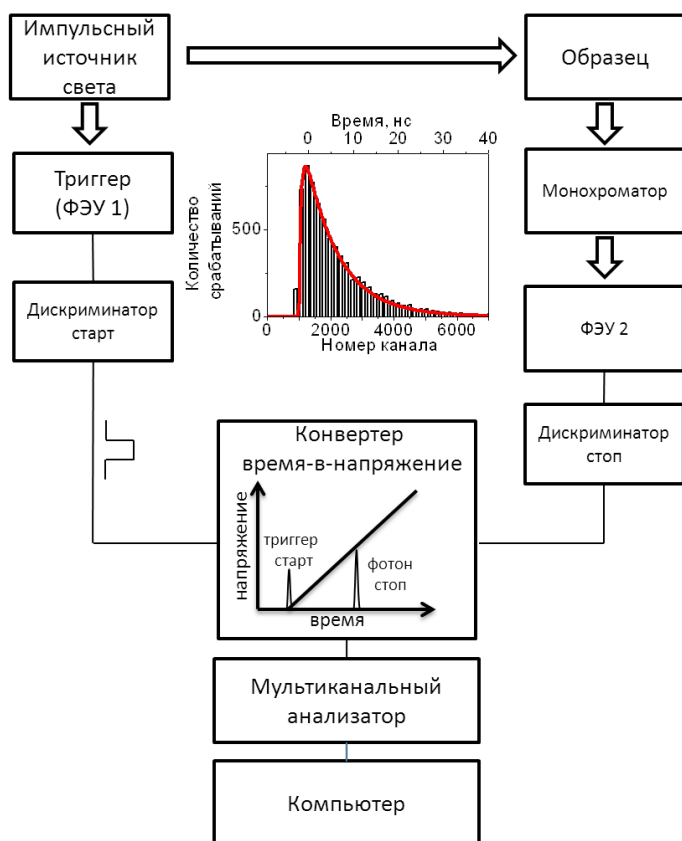 Импульсный
источник
света
Образец
Триггер
(ФЭУ 1)
Монохроматор
Дискриминатор
старт
ФЭУ 2
Дискриминатор
стоп
Время, нс
0 10 20 30 40
Количество
срабатываний
500
0
0 2000 4000 6000
Номер канала
Конвертер
время-в-напряжение
напряжение
триггер
старт
фотон
стоп
время
Мультиканальный
анализатор
Компьютер